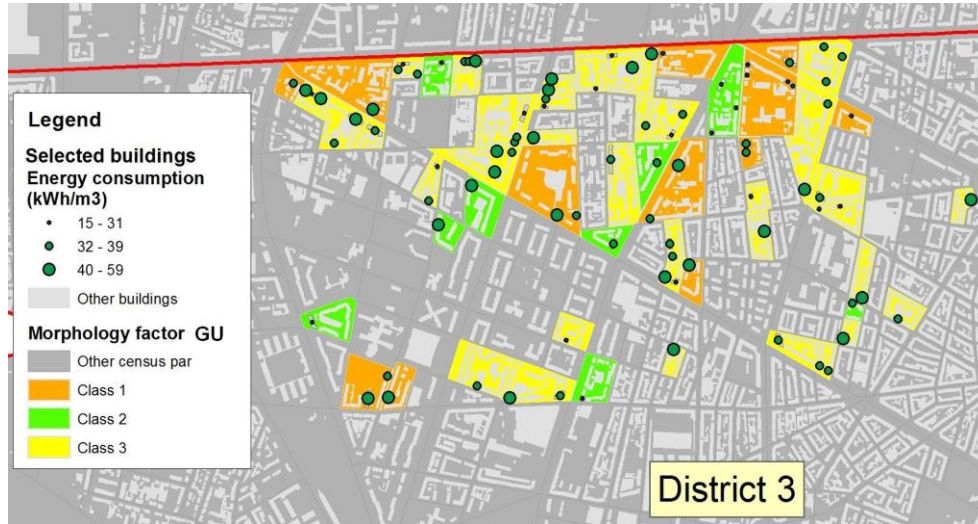 Legend
Selected buildings
Energy consumption
(kWh/m3)
15 - 31
32 - 39
40 - 59
Other buildings
Morphology factor GU
Other census par
Class 1
Class 2
Class 3
District 3